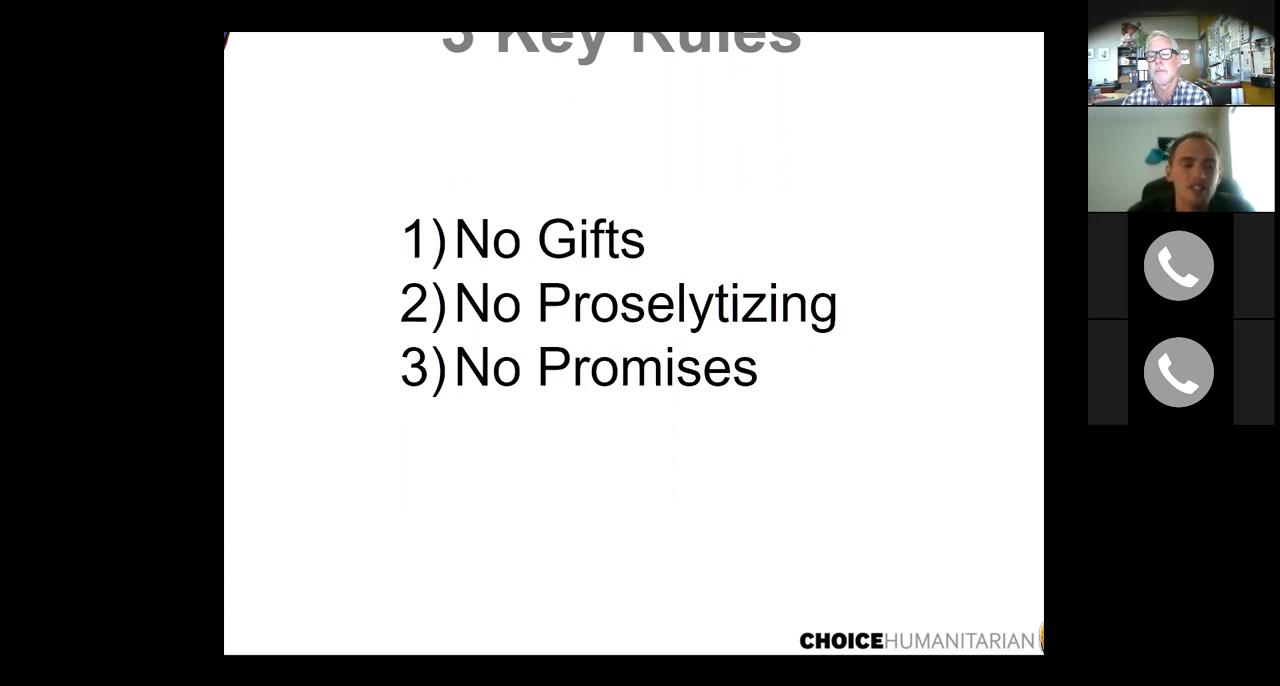 3 Key Rules
1) No Gifts
2) No Proselytizing
3) No Promises
CHOICEHUMANITARIAN